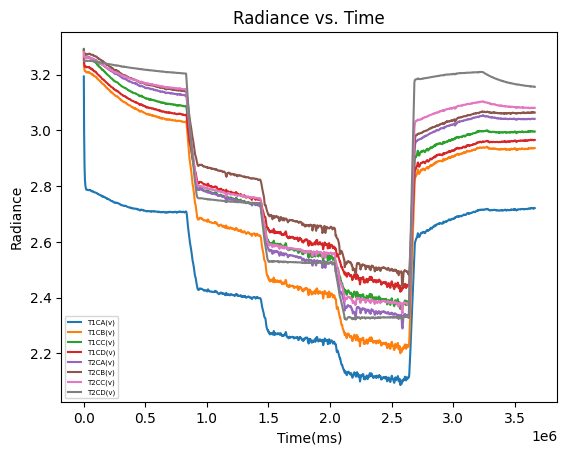 Radiance vs. Time
Radiance
3.2
3.0
2.8
2.6
2.4
2.2
T1CA(v)
T1CB(v)
T1CC(v)
T1CD(v)
T2CA(v)
T2CB(v)
T2CC(v)
T2CD(v)
0.0 0.5 1.0 1.5 2.0 2.5 3.0 3.5
1e6
Time(ms)